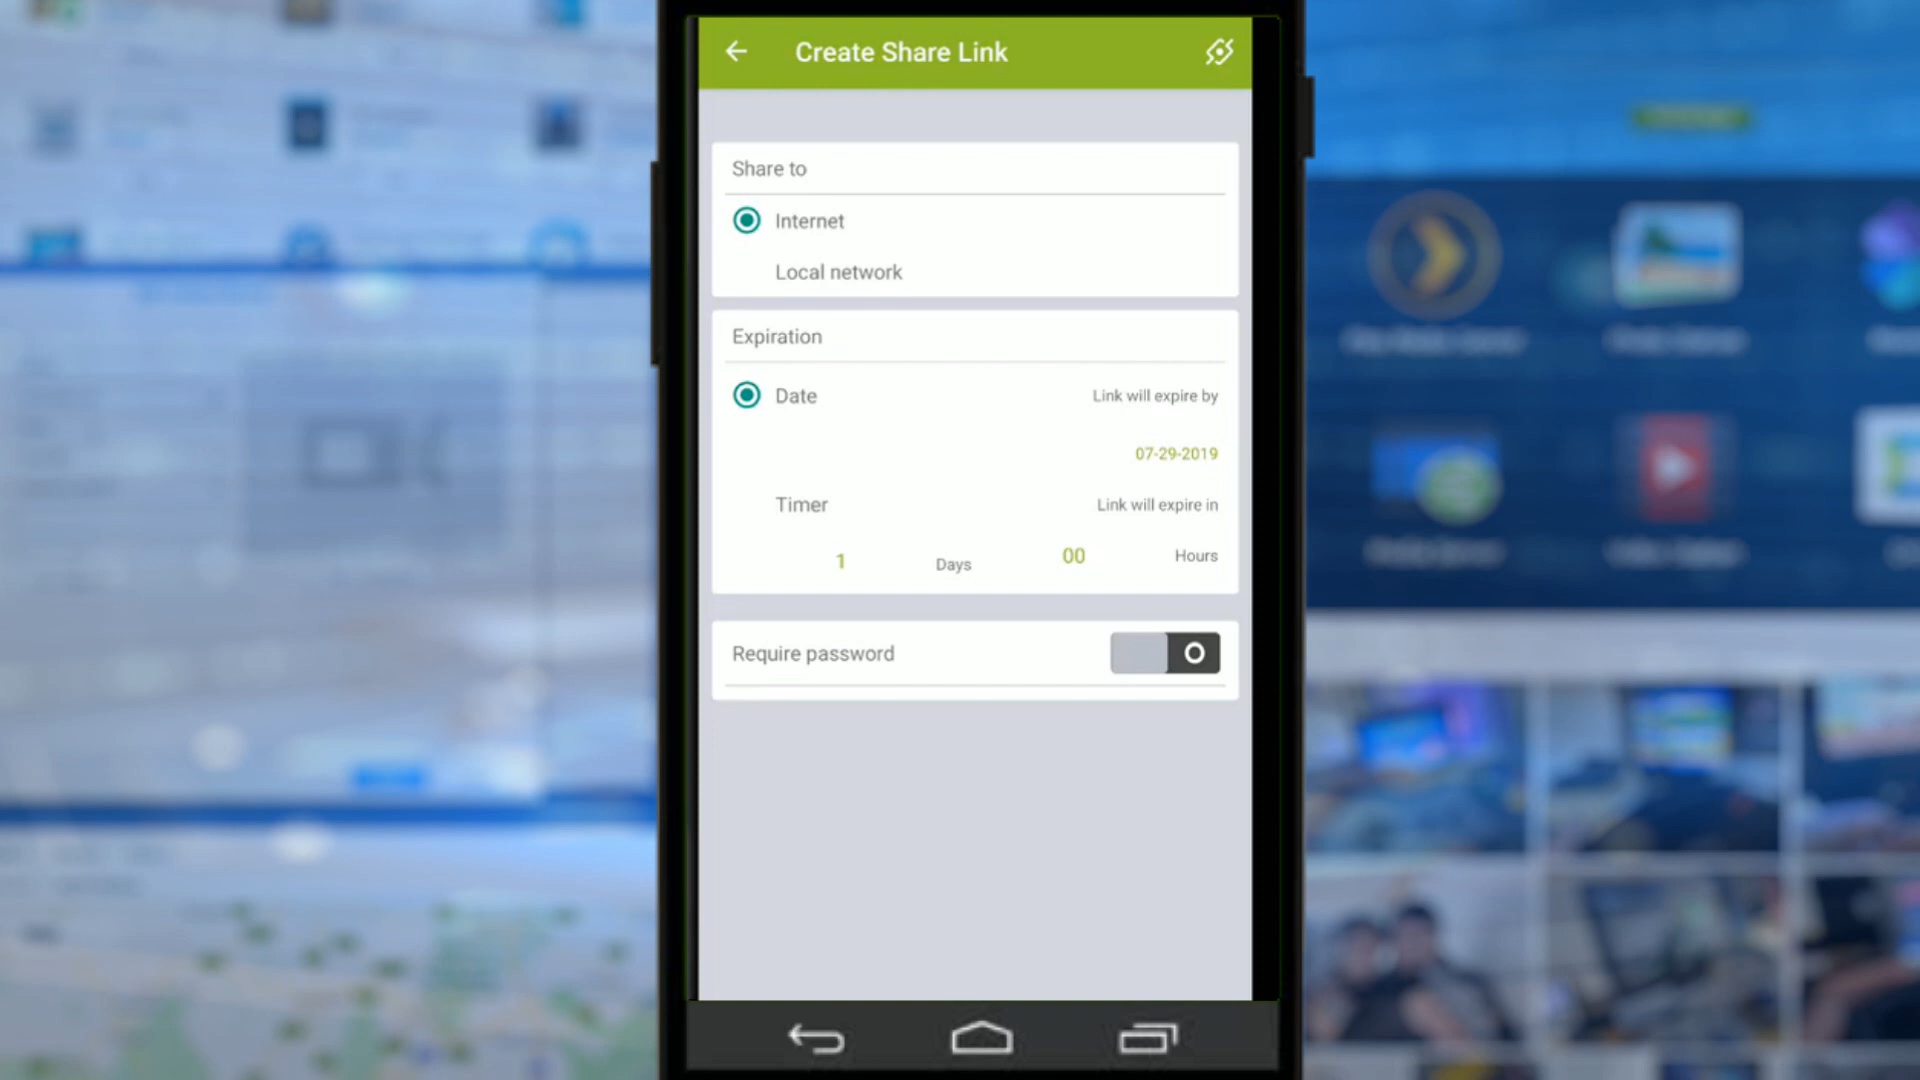 Create Share Link
Share to
Internet
Local network
Expiration
Date Link will expire by
07-29-2019
Timer Link will expire in
1 Days 00 Hours
Require password